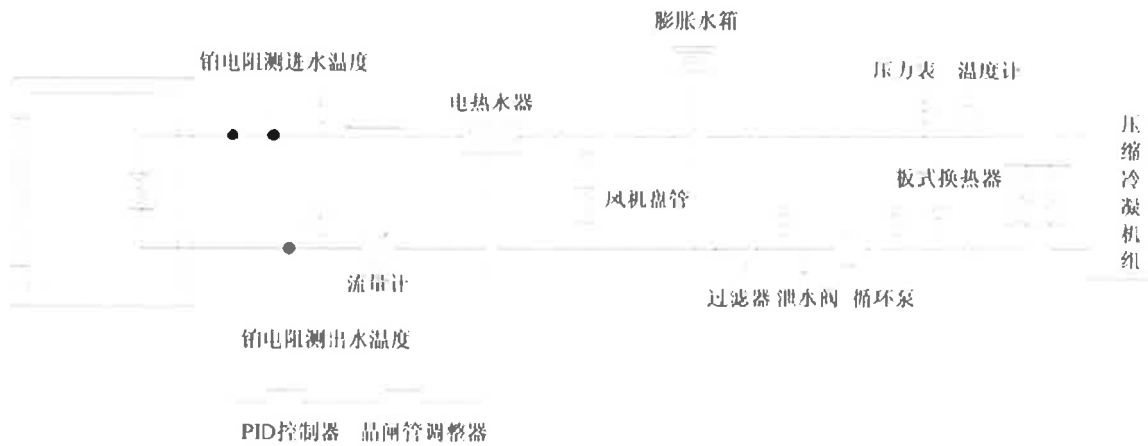 膨胀水箱
铂电阻测进水温度
压力表 温度计
电热水器
压缩冷凝机组
板式换热器
风机盘管
流量计
过滤器 泄水阀 循环泵
铂电阻测出水温度
PID控制器 晶闸管调整器